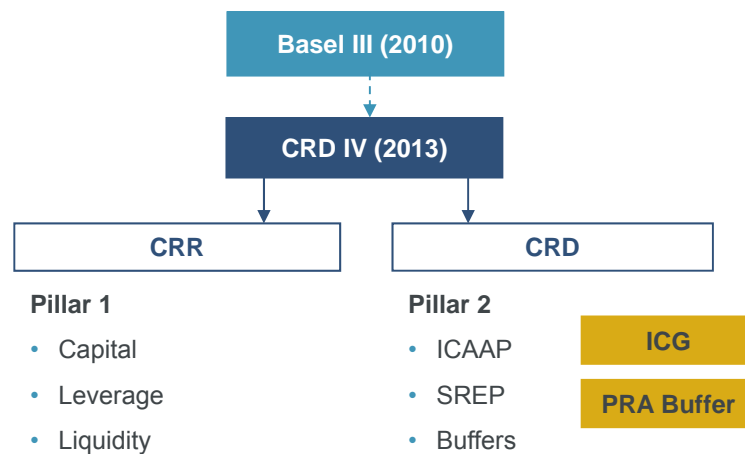 Basel III (2010)
CRD IV (2013)
CRR
CRD
Pillar 1
• Capital
• Leverage
• Liquidity
Pillar 2
• ICAAP
• SREP
• Buffers
ICG
PRA Buffer